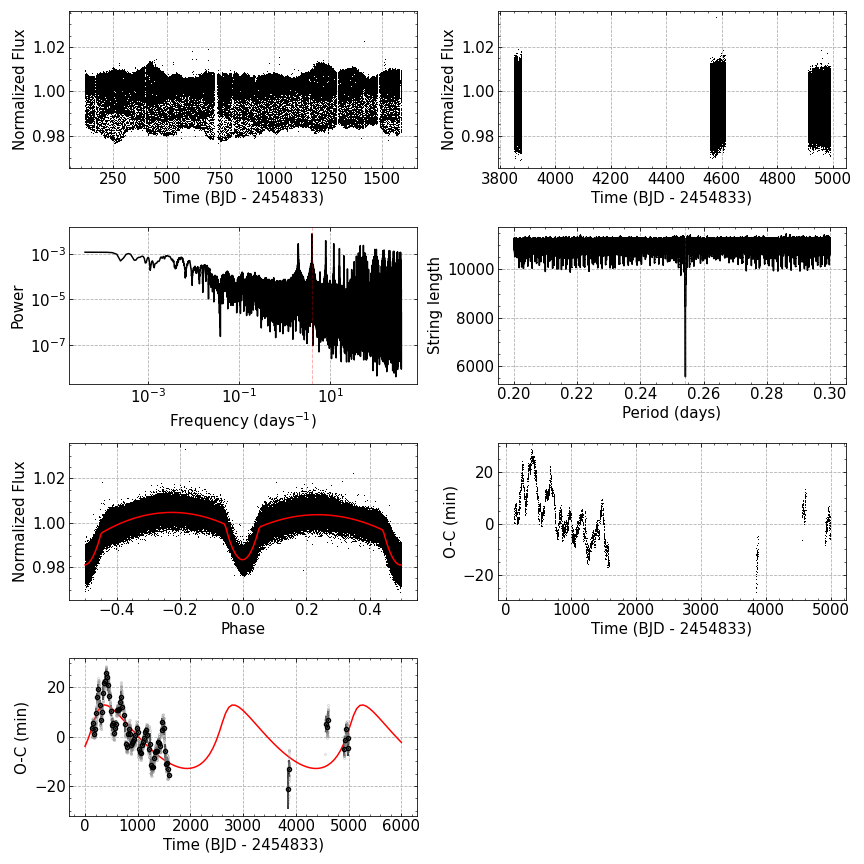 Normalized Flux
1.02
1.00
0.98
250 500 750 1000 1250 1500
Time (BJD - 2454833)
Normalized Flux
1.02
1.00
0.98
3800 4000 4200 4400 4600 4800 5000
Time (BJD - 2454833)
Power
10⁻³
10⁻⁵
10⁻⁷
10⁻³ 10⁻¹ 10¹
Frequency (days⁻¹)
String length
10000
8000
6000
0.20 0.22 0.24 0.26 0.28 0.30
Period (days)
Normalized Flux
1.02
1.00
0.98
−0.4 −0.2 0.0 0.2 0.4
Phase
O-C (min)
20
0
−20
0 1000 2000 3000 4000 5000
Time (BJD - 2454833)
O-C (min)
20
0
−20
0 1000 2000 3000 4000 5000 6000
Time (BJD - 2454833)